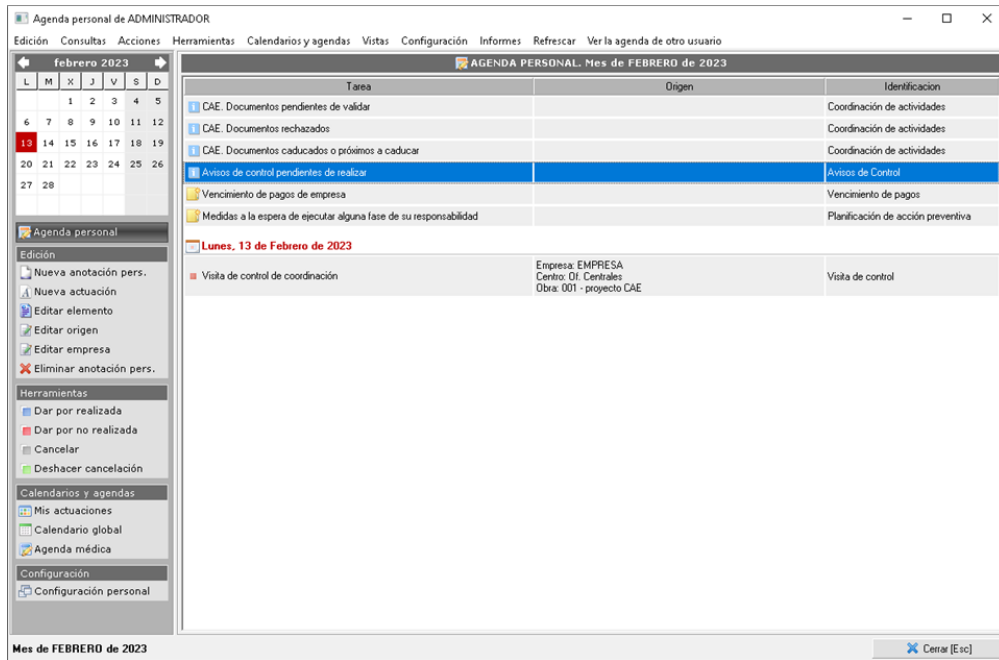 Agenda personal de ADMINISTRADOR
Edición Consultas Acciones Herramientas Calendarios y agendas Vistas Configuración Informes Refrescar Ver la agenda de otro usuario
febrero 2023
L M X J V S D
1 2 3 4 5
6 7 8 9 10 11 12
13 14 15 16 17 18 19
20 21 22 23 24 25 26
27 28
Agenda personal
Edición
Nueva anotación pers.
Nueva actuación
Editar elemento
Editar origen
Editar empresa
Eliminar anotación pers.
Herramientas
Dar por realizada
Dar por no realizada
Cancelar
Deshacer cancelación
Calendarios y agendas
Mis actuaciones
Calendario global
Agenda médica
Configuración
Configuración personal
AGENDA PERSONAL. Mes de FEBRERO de 2023
Tarea Origen Identificacion
CAE. Documentos pendientes de validar Coordinación de actividades
CAE. Documentos rechazados Coordinación de actividades
CAE. Documentos caducados o próximos a caducar Coordinación de actividades
Avisos de control pendientes de realizar Avisos de Control
Vencimiento de pagos de empresa Vencimiento de pagos
Medidas a la espera de ejecutar alguna fase de su responsabilidad Planificación de acción preventiva
Lunes, 13 de Febrero de 2023
Visita de control de coordinación
Empresa: EMPRESA
Centro: Of. Centrales
Obra: 001 - proyecto CAE
Visita de control
Mes de FEBRERO de 2023
Cerrar [Esc]